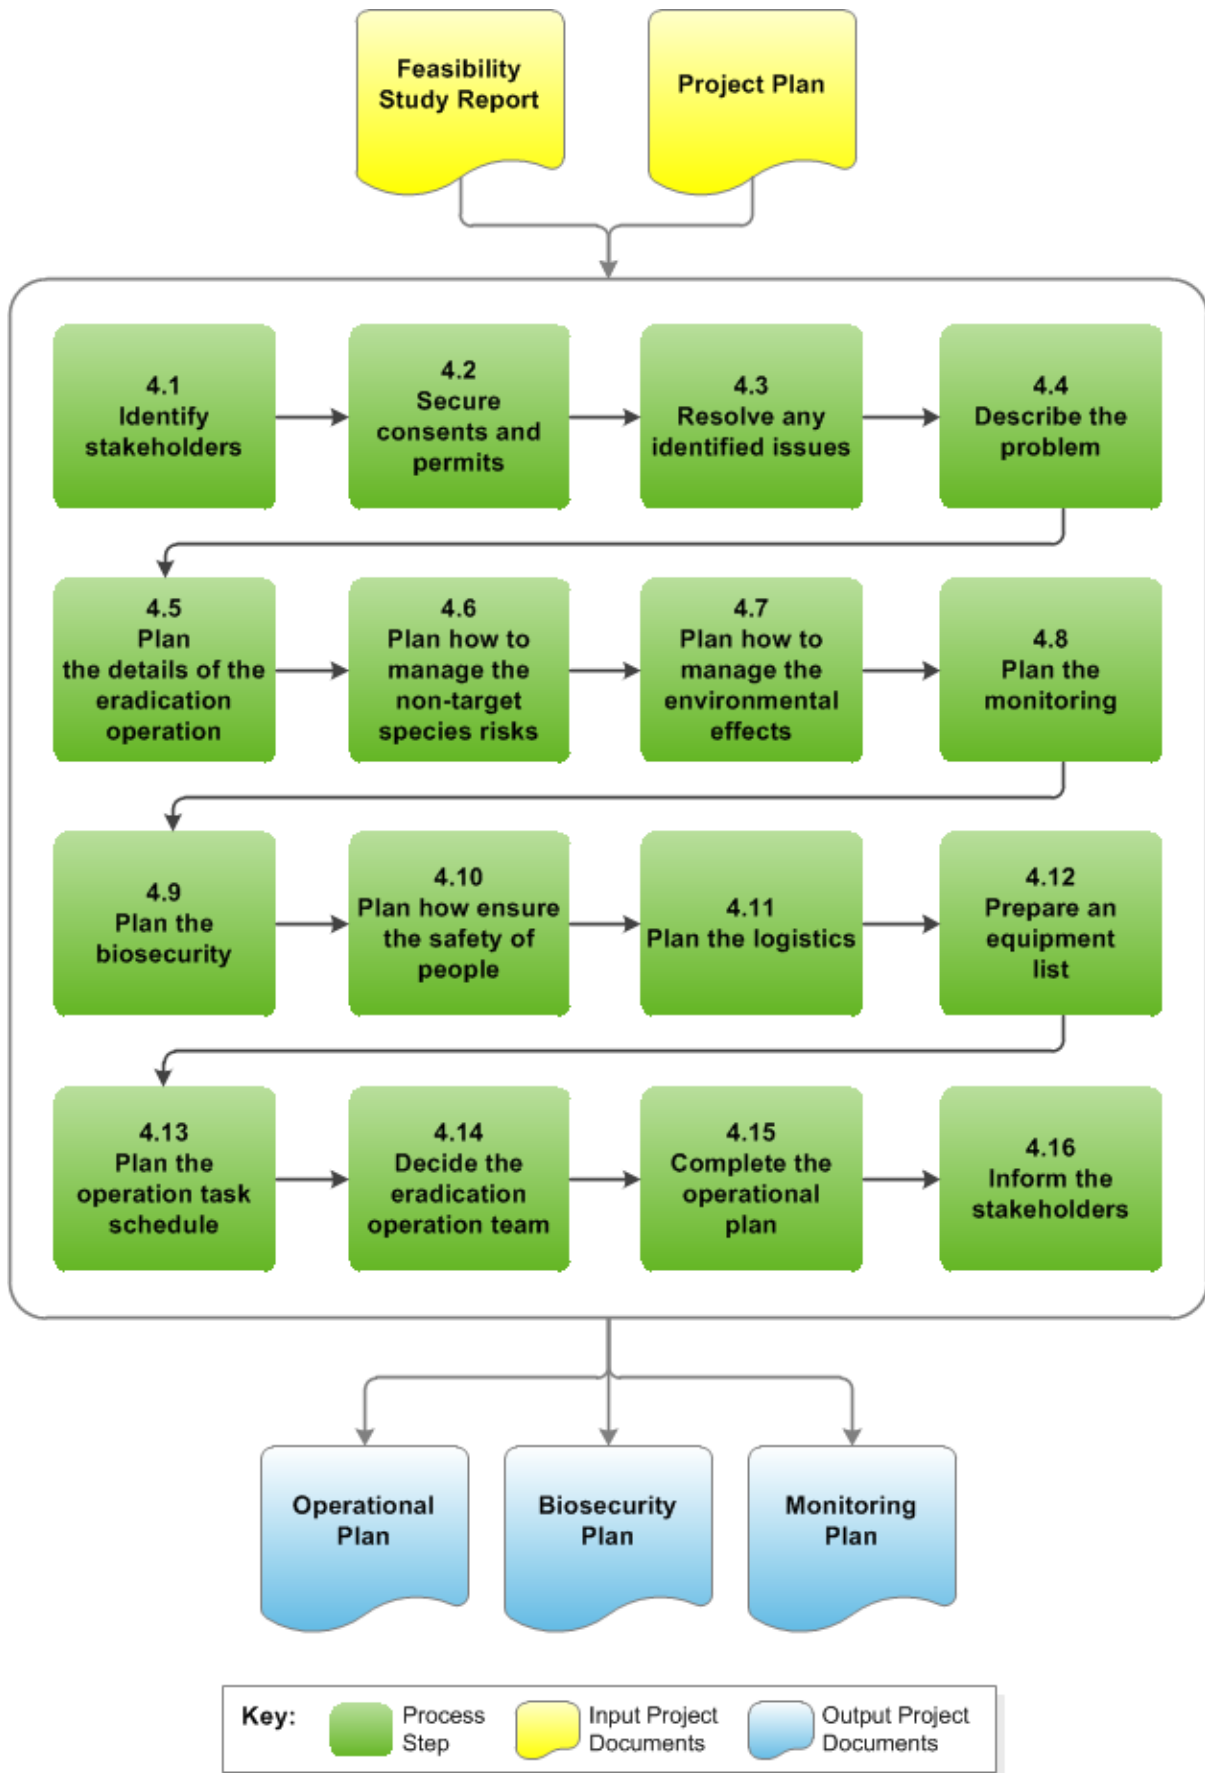 Feasibility
Study Report
Project Plan
4.1
Identify
stakeholders
4.2
Secure
consents and
permits
4.3
Resolve any
identified issues
4.4
Describe the
problem
4.5
Plan
the details of the
eradication
operation
4.6
Plan how to
manage the
non-target
species risks
4.7
Plan how to
manage the
environmental
effects
4.8
Plan the
monitoring
4.9
Plan the
biosecurity
4.10
Plan how ensure
the safety of
people
4.11
Plan the logistics
4.12
Prepare an
equipment
list
4.13
Plan the
operation task
schedule
4.14
Decide the
eradication
operation team
4.15
Complete the
operational
plan
4.16
Inform the
stakeholders
Operational
Plan
Biosecurity
Plan
Monitoring
Plan
Key:
Process
Step
Input Project
Documents
Output Project
Documents